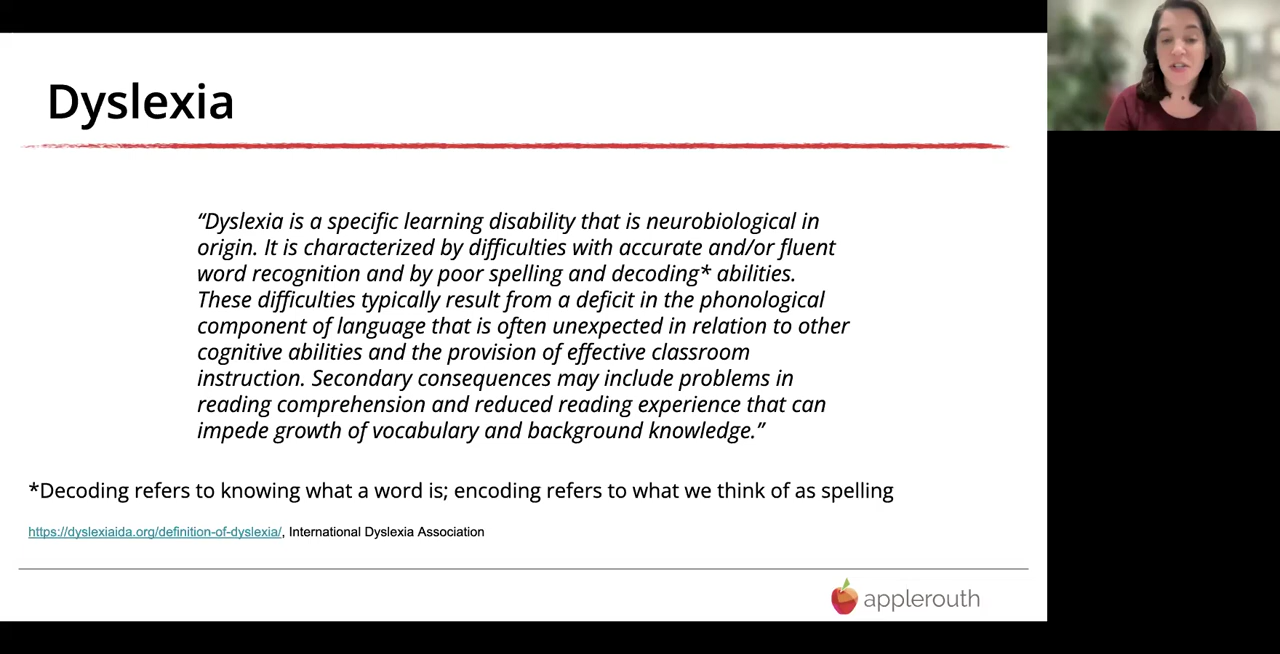 Dyslexia
“Dyslexia is a specific learning disability that is neurobiological in
origin. It is characterized by difficulties with accurate and/or fluent
word recognition and by poor spelling and decoding* abilities.
These difficulties typically result from a deficit in the phonological
component of language that is often unexpected in relation to other
cognitive abilities and the provision of effective classroom
instruction. Secondary consequences may include problems in
reading comprehension and reduced reading experience that can
impede growth of vocabulary and background knowledge.”
*Decoding refers to knowing what a word is; encoding refers to what we think of as spelling
https://dyslexiaida.org/definition-of-dyslexia/, International Dyslexia Association
applerouth